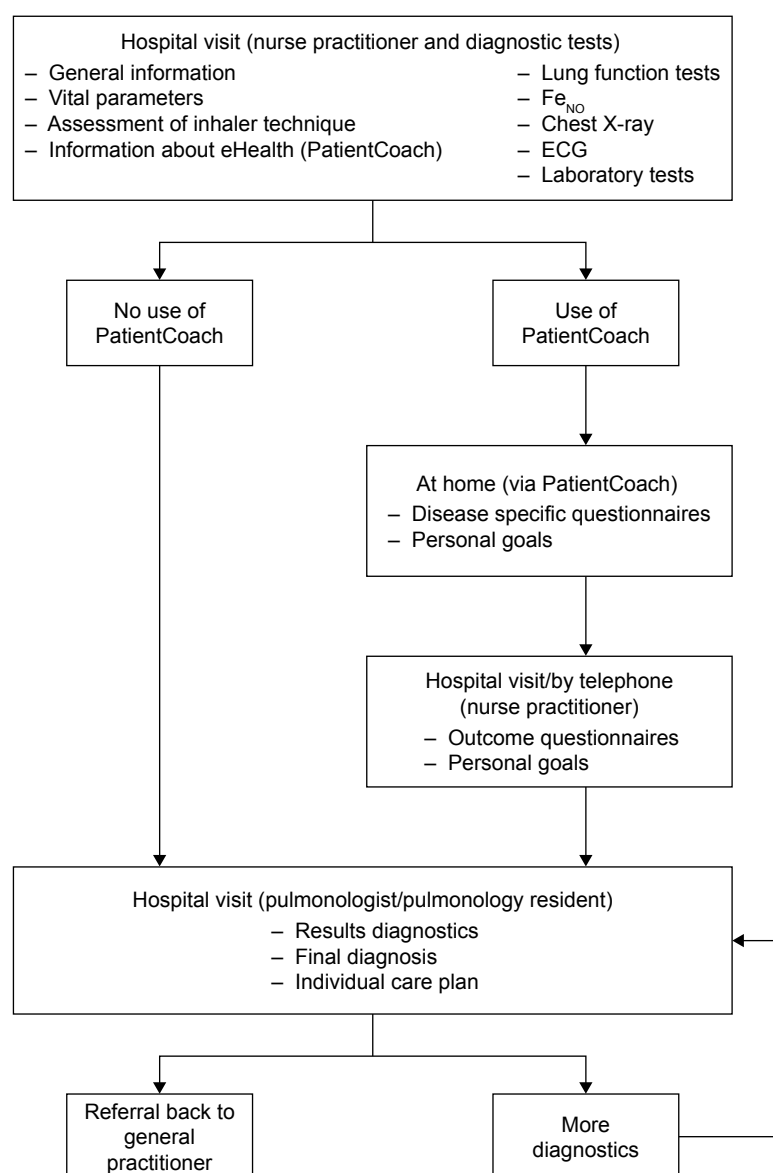 Hospital visit (nurse practitioner and diagnostic tests)
– General information
– Vital parameters
– Assessment of inhaler technique
– Information about eHealth (PatientCoach)
– Lung function tests
– FeNO
– Chest X-ray
– ECG
– Laboratory tests
No use of
PatientCoach
Use of
PatientCoach
At home (via PatientCoach)
– Disease specific questionnaires
– Personal goals
Hospital visit/by telephone
(nurse practitioner)
– Outcome questionnaires
– Personal goals
Hospital visit (pulmonologist/pulmonology resident)
– Results diagnostics
– Final diagnosis
– Individual care plan
Referral back to
general
practitioner
More
diagnostics